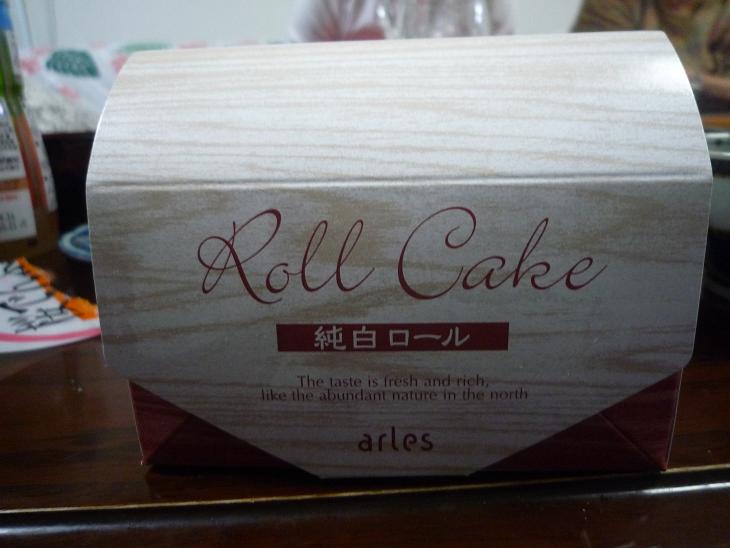 Roll Cake
純白ロール
The taste is fresh and rich,
like the abundant nature in the north
arles